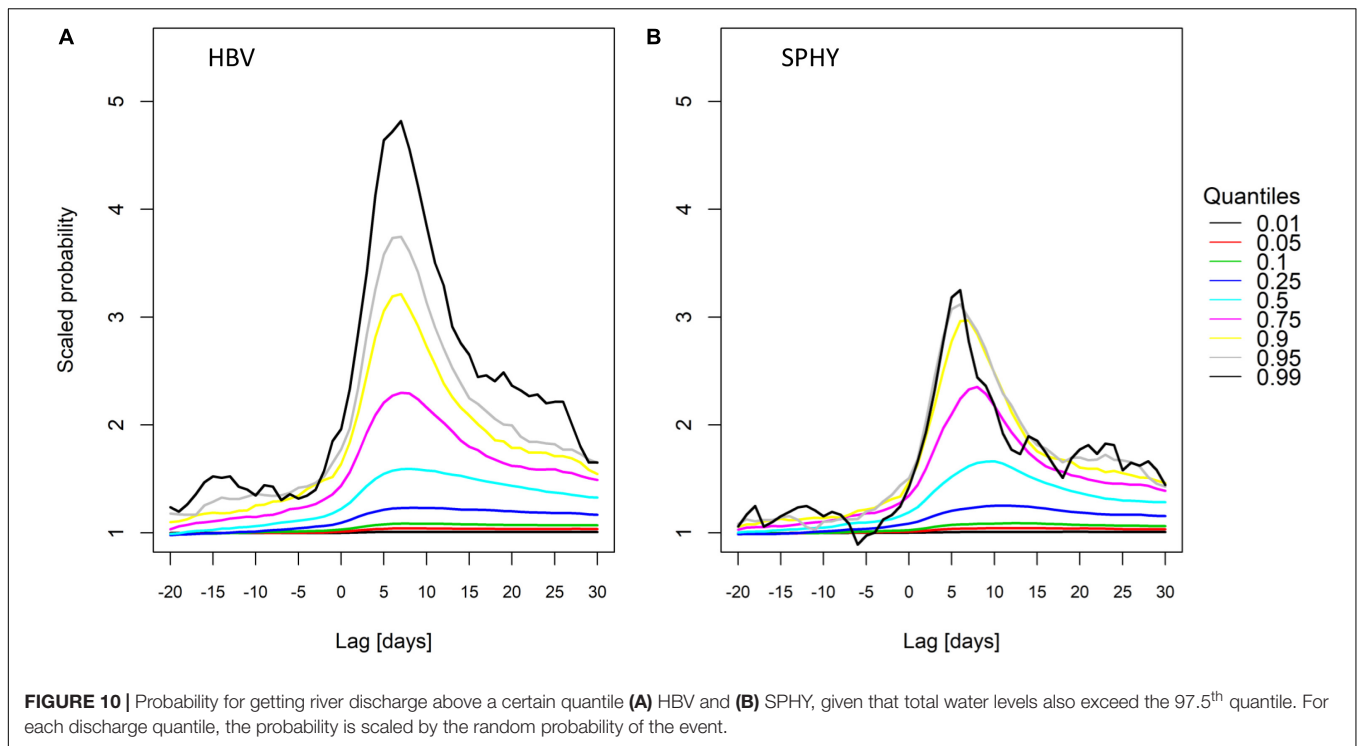 A
HBV
Scaled probability
5
4
3
2
1
-20 -15 -10 -5 0 5 10 15 20 25 30
Lag [days]
B
SPHY
5
4
3
2
1
-20 -15 -10 -5 0 5 10 15 20 25 30
Lag [days]
Quantiles
0.01
0.05
0.1
0.25
0.5
0.75
0.9
0.95
0.99
FIGURE 10 | Probability for getting river discharge above a certain quantile (A) HBV and (B) SPHY, given that total water levels also exceed the 97.5th quantile. For
each discharge quantile, the probability is scaled by the random probability of the event.